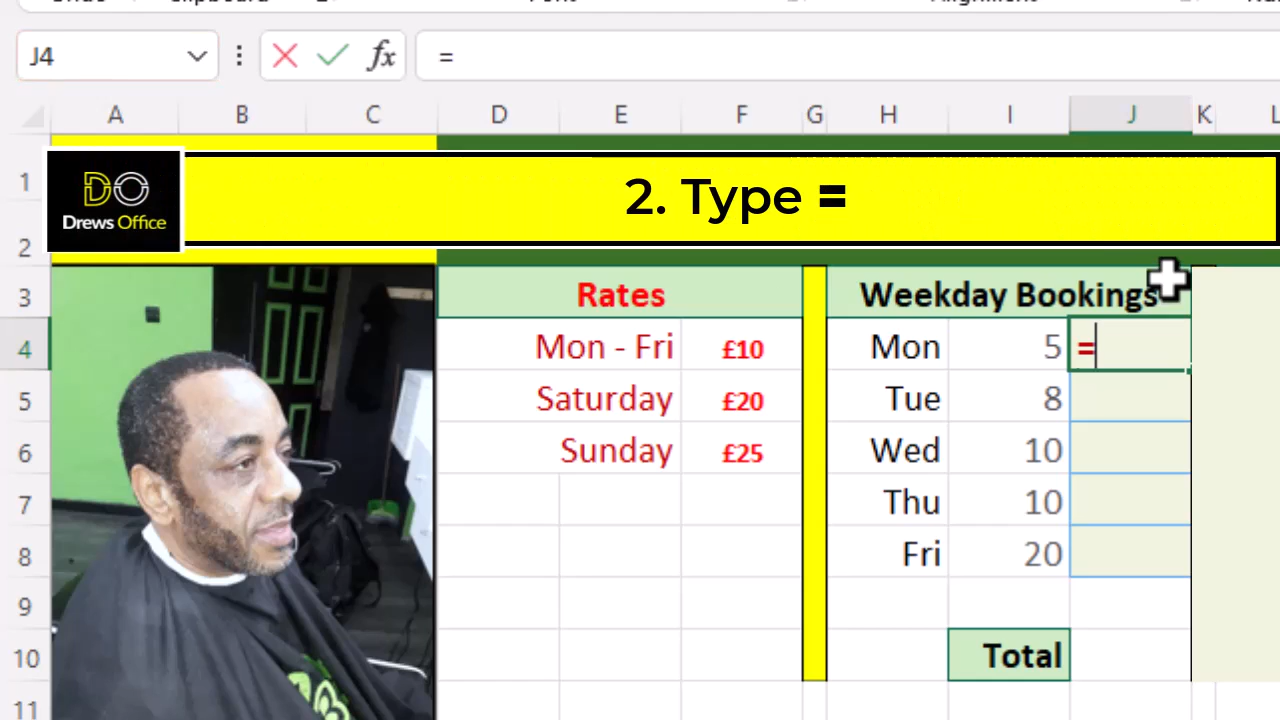 J4
fx
=
A B C D E F G H I J K L
1
2. Type =
DO
Drews Office
2
3 Rates Weekday Bookings
4 Mon - Fri £10 Mon 5 =
5 Saturday £20 Tue 8
6 Sunday £25 Wed 10
7 Thu 10
8 Fri 20
9
10 Total
11